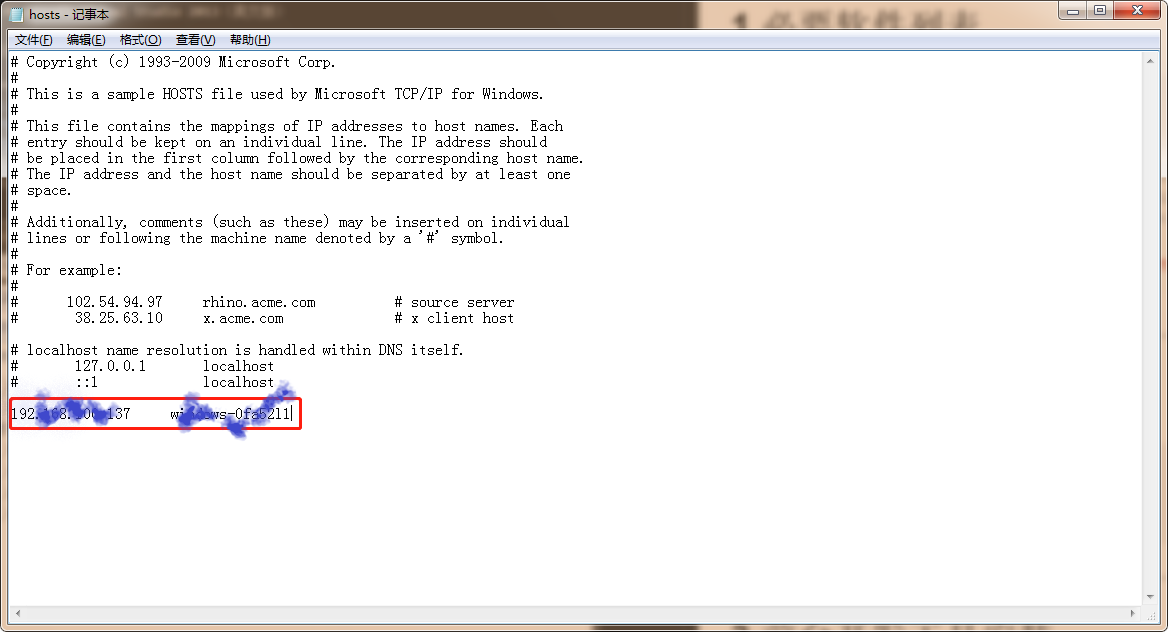 hosts - 记事本
文件(F) 编辑(E) 格式(O) 查看(V) 帮助(H)
# Copyright (c) 1993-2009 Microsoft Corp.
#
# This is a sample HOSTS file used by Microsoft TCP/IP for Windows.
#
# This file contains the mappings of IP addresses to host names. Each
# entry should be kept on an individual line. The IP address should
# be placed in the first column followed by the corresponding host name.
# The IP address and the host name should be separated by at least one
# space.
#
# Additionally, comments (such as these) may be inserted on individual
# lines or following the machine name denoted by a '#' symbol.
#
# For example:
#
#      102.54.94.97     rhino.acme.com          # source server
#       38.25.63.10     x.acme.com              # x client host

# localhost name resolution is handled within DNS itself.
#       127.0.0.1       localhost
#       ::1             localhost